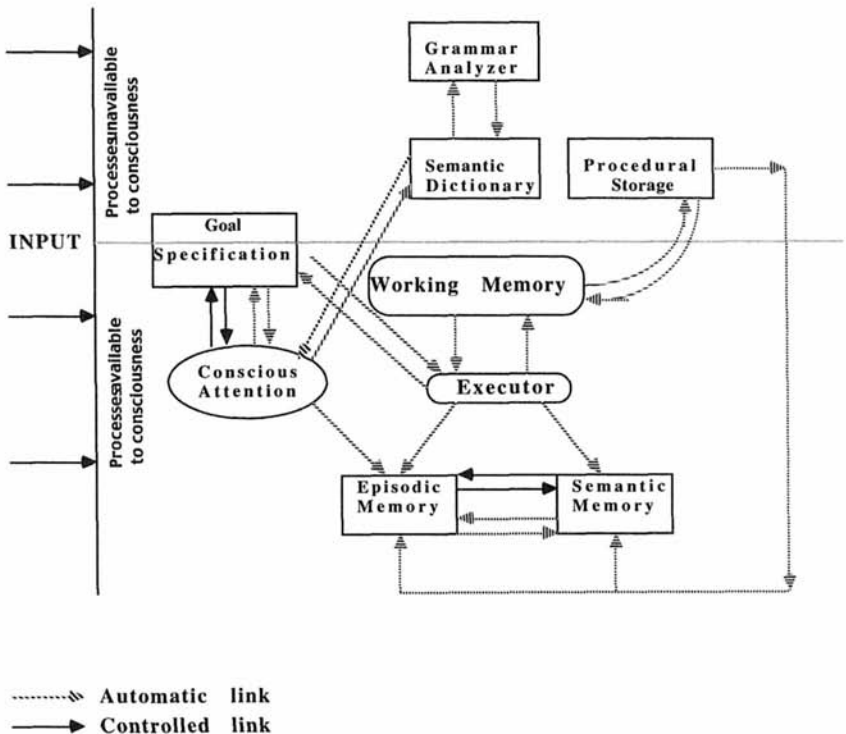 Grammar
Analyzer
Processes unavailable
to consciousness
Semantic
Dictionary
Procedural
Storage
INPUT
Goal
Specification
Working Memory
Processes available
to consciousness
Conscious
Attention
Executor
Episodic
Memory
Semantic
Memory
Automatic link
Controlled link